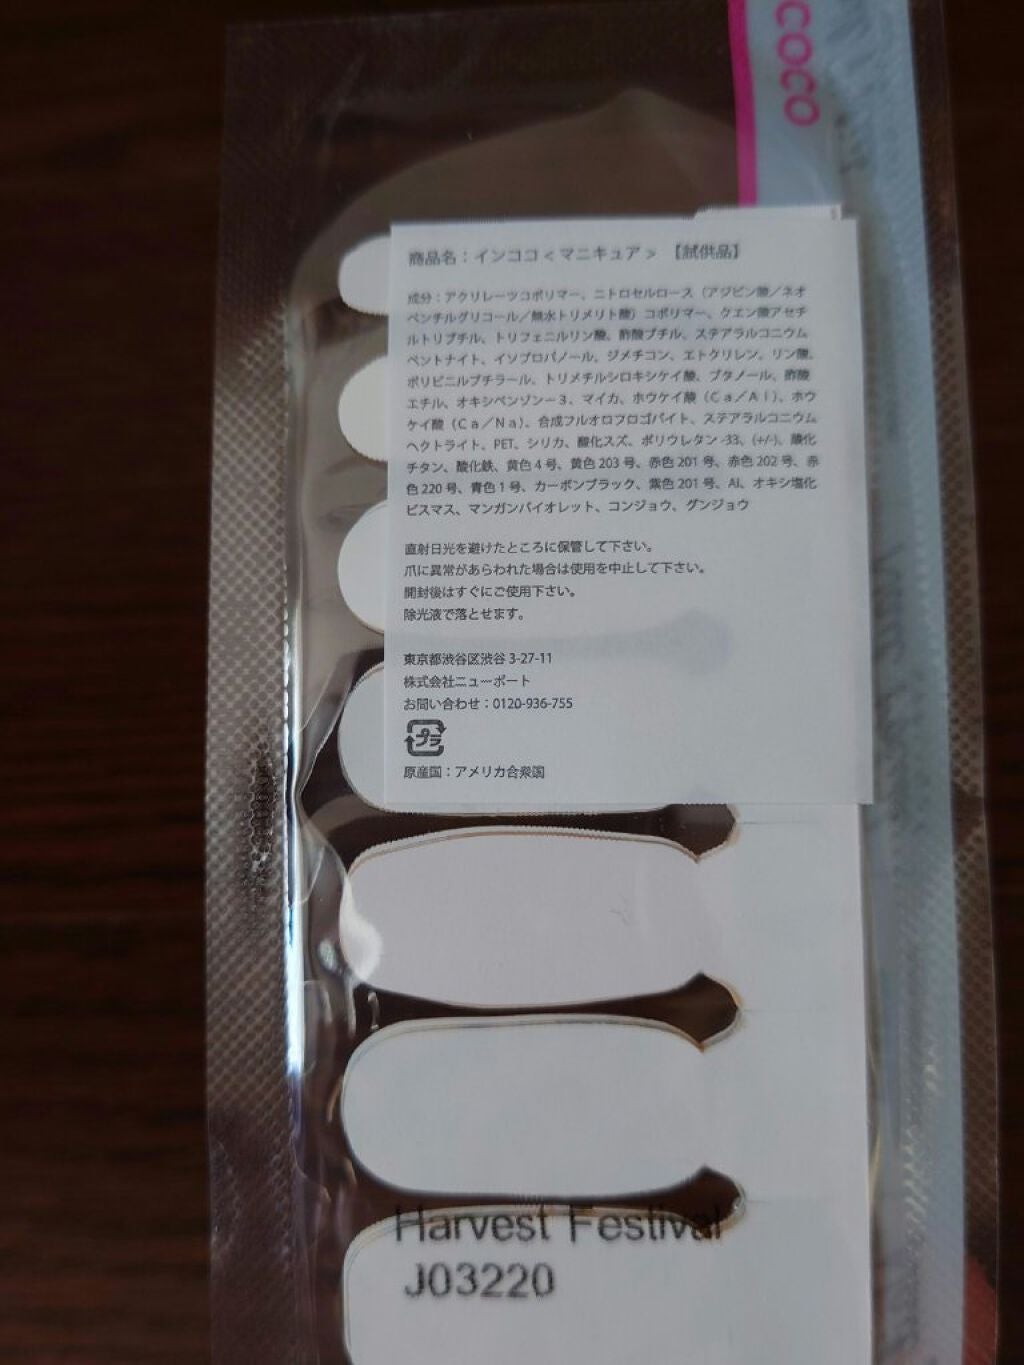 coco
商品名：インココ<マニキュア> 【試供品】
成分：アクリレーツコポリマー、ニトロセルロース（アジピン酸／ネオ
ペンチルグリコール／無水トリメリト酸）コポリマー、クエン酸アセチ
ルトリブチル、トリフェニルリン酸、酢酸ブチル、ステアラルコニウム
ベントナイト、イソプロパノール、ジメチコン、エトクリレン、リン酸、
ポリビニルブチラール、トリメチルシロキシケイ酸、ブタノール、酢酸
エチル、オキシベンゾン－3、マイカ、ホウケイ酸（Ca／Al）、ホウ
ケイ酸（Ca／Na）、合成フルオロフロゴパイト、ステアラルコニウム
ヘクトライト、PET、シリカ、酸化スズ、ポリウレタン-33、(+/-)、酸化
チタン、酸化鉄、黄色4号、黄色203号、赤色201号、赤色202号、赤
色220号、青色1号、カーボンブラック、紫色201号、Al、オキシ塩化
ビスマス、マンガンバイオレット、コンジョウ、グンジョウ
直射日光を避けたところに保管して下さい。
爪に異常があらわれた場合は使用を中止して下さい。
開封後はすぐにご使用下さい。
除光液で落とせます。
東京都渋谷区渋谷 3-27-11
株式会社ニューポート
お問い合わせ：0120-936-755
プラ
原産国：アメリカ合衆国
Harvest Festival
J03220